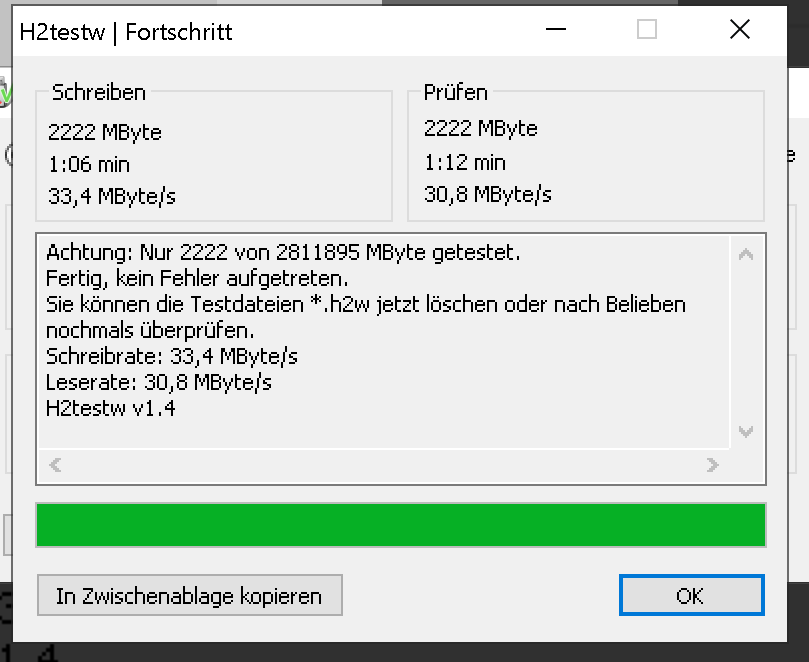 H2testw | Fortschritt
Schreiben
2222 MByte
1:06 min
33,4 MByte/s
Prüfen
2222 MByte
1:12 min
30,8 MByte/s
Achtung: Nur 2222 von 2811895 MByte getestet.
Fertig, kein Fehler aufgetreten.
Sie können die Testdateien *.h2w jetzt löschen oder nach Belieben
nochmals überprüfen.
Schreibrate: 33,4 MByte/s
Leserate: 30,8 MByte/s
H2testw v1.4
In Zwischenablage kopieren
OK